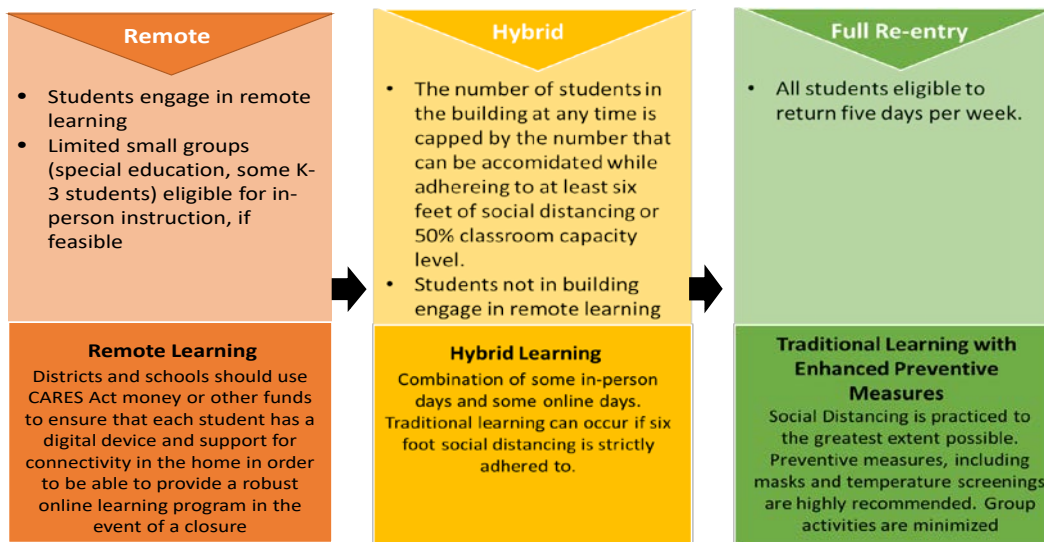 Remote
• Students engage in remote
learning
• Limited small groups
(special education, some K-
3 students) eligible for in-
person instruction, if
feasible
Remote Learning
Districts and schools should use
CARES Act money or other funds
to ensure that each student has a
digital device and support for
connectivity in the home in order
to be able to provide a robust
online learning program in the
event of a closure
Hybrid
• The number of students in
the building at any time is
capped by the number that
can be accomidated while
adhereing to at least six
feet of social distancing or
50% classroom capacity
level.
• Students not in building
engage in remote learning
Hybrid Learning
Combination of some in-person
days and some online days.
Traditional learning can occur if six
foot social distancing is strictly
adhered to.
Full Re-entry
• All students eligible to
return five days per week.
Traditional Learning with
Enhanced Preventive
Measures
Social Distancing is practiced to
the greatest extent possible.
Preventive measures, including
masks and temperature screenings
are highly recommended. Group
activities are minimized